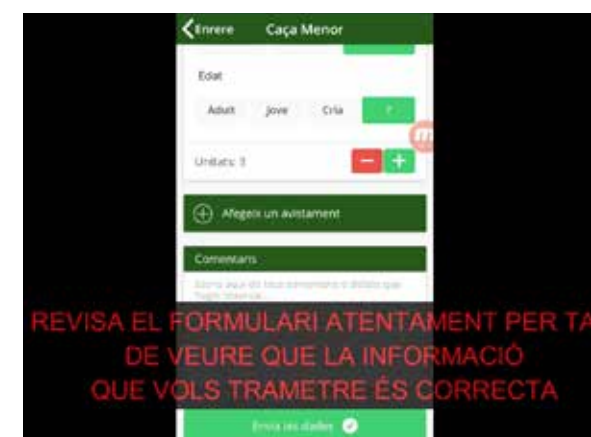 Enrere Caça Menor
Edat
Adult Jove Cria ?
Unitats: 3
Afegeix un avistament
Comentaris
REVISA EL FORMULARI ATENTAMENT PER TA
DE VEURE QUE LA INFORMACIÓ
QUE VOLS TRAMETRE ÉS CORRECTA
Envia les dades